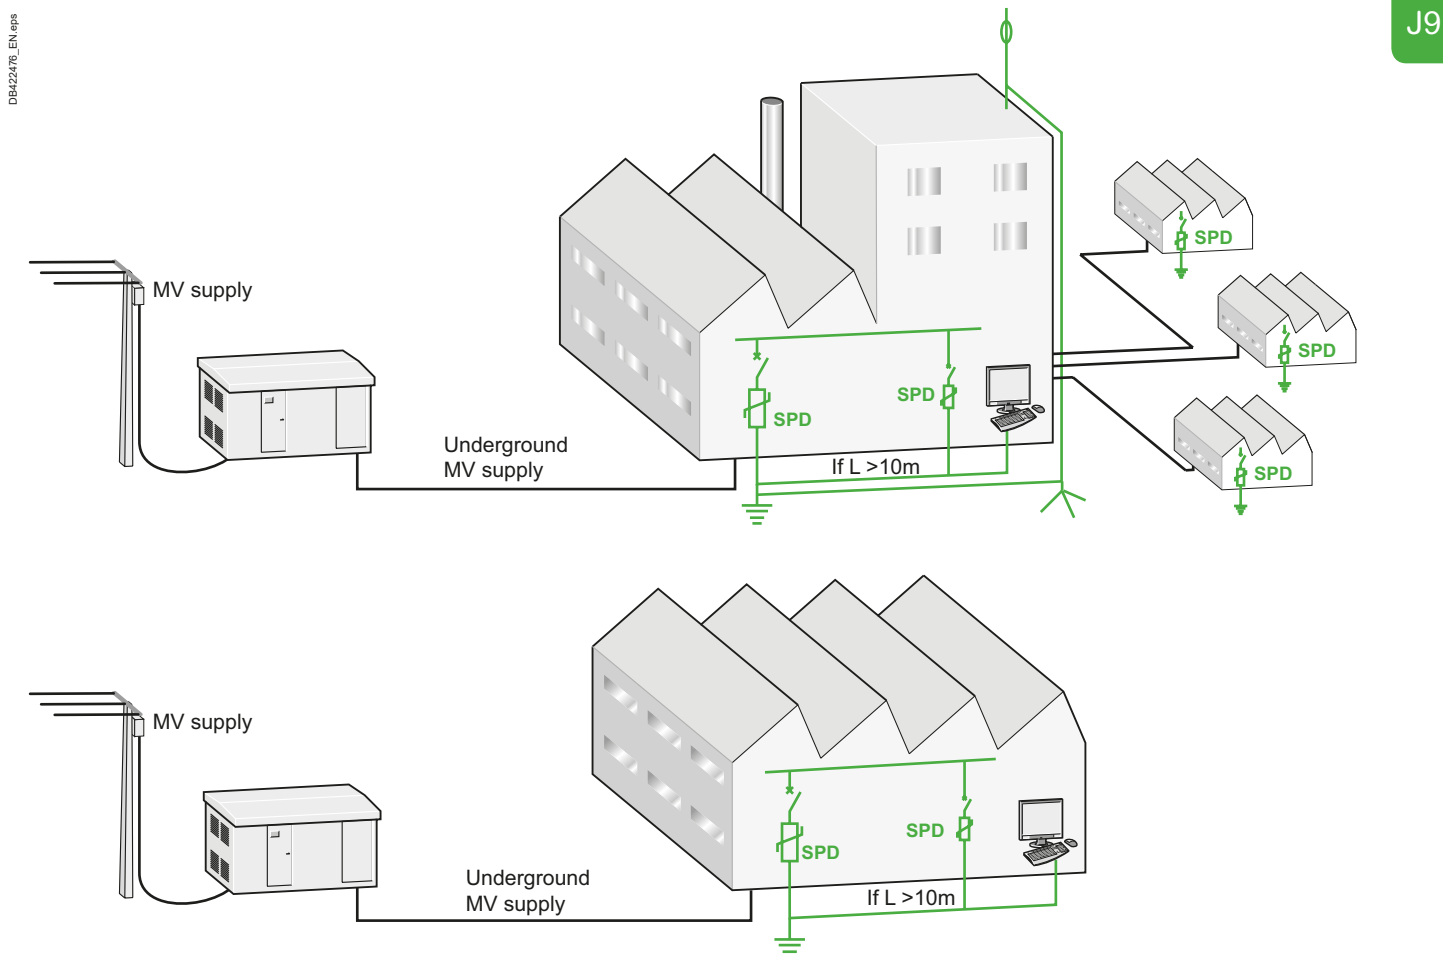 DB422476_EN.eps
J9
MV supply
SPD
SPD
SPD
SPD
SPD
Underground
MV supply
If L >10m
MV supply
SPD
SPD
Underground
MV supply
If L >10m